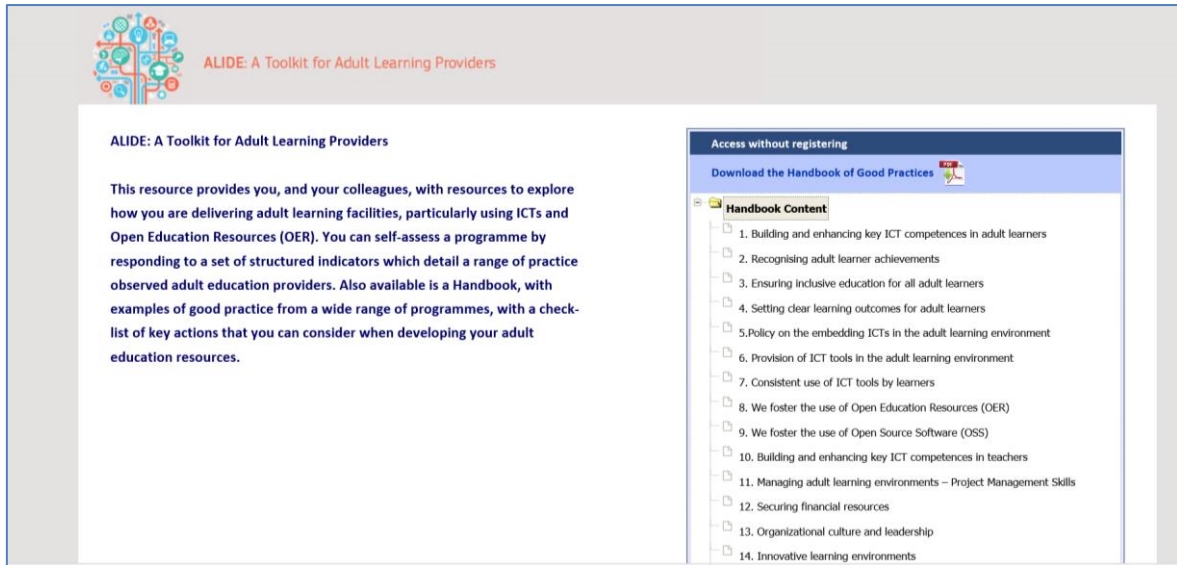 ALIDE: A Toolkit for Adult Learning Providers
ALIDE: A Toolkit for Adult Learning Providers
This resource provides you, and your colleagues, with resources to explore
how you are delivering adult learning facilities, particularly using ICTs and
Open Education Resources (OER). You can self-assess a programme by
responding to a set of structured indicators which detail a range of practice
observed adult education providers. Also available is a Handbook, with
examples of good practice from a wide range of programmes, with a check-
list of key actions that you can consider when developing your adult
education resources.
Access without registering
Download the Handbook of Good Practices
PDF
Handbook Content
1. Building and enhancing key ICT competences in adult learners
2. Recognising adult learner achievements
3. Ensuring inclusive education for all adult learners
4. Setting clear learning outcomes for adult learners
5.Policy on the embedding ICTs in the adult learning environment
6. Provision of ICT tools in the adult learning environment
7. Consistent use of ICT tools by learners
8. We foster the use of Open Education Resources (OER)
9. We foster the use of Open Source Software (OSS)
10. Building and enhancing key ICT competences in teachers
11. Managing adult learning environments – Project Management Skills
12. Securing financial resources
13. Organizational culture and leadership
14. Innovative learning environments